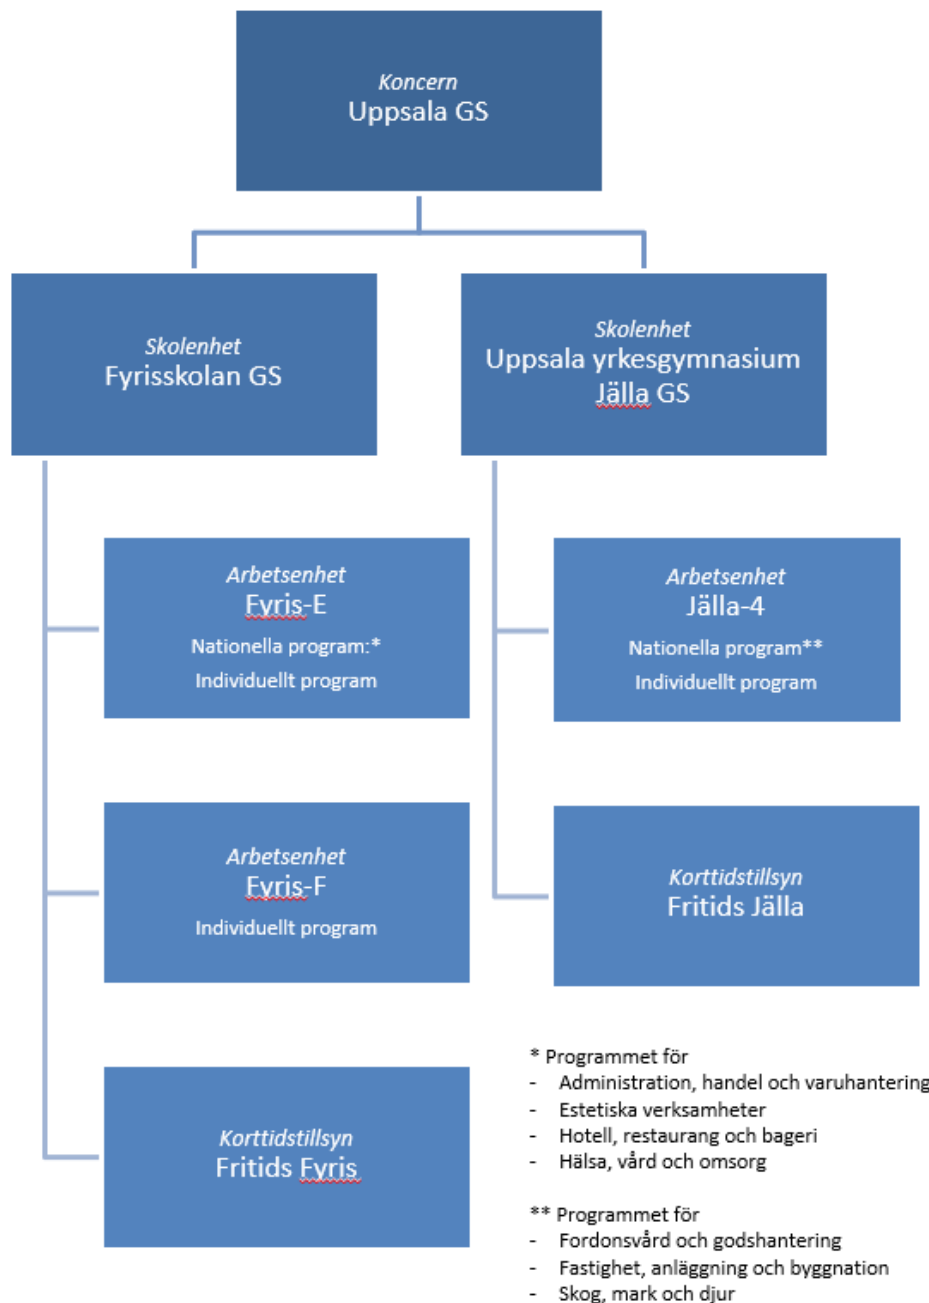 Koncern
Uppsala GS
Skolenhet
Fyrisskolan GS
Skolenhet
Uppsala yrkesgymnasium
Jälla GS
Arbetsenhet
Fyris-E
Nationella program:*
Individuellt program
Arbetsenhet
Fyris-F
Individuellt program
Korttidstillsyn
Fritids Fyris
Arbetsenhet
Jälla-4
Nationella program**
Individuellt program
Korttidstillsyn
Fritids Jälla
* Programmet för
- Administration, handel och varuhantering
- Estetiska verksamheter
- Hotell, restaurang och bageri
- Hälsa, vård och omsorg
** Programmet för
- Fordonsvård och godshantering
- Fastighet, anläggning och byggnation
- Skog, mark och djur